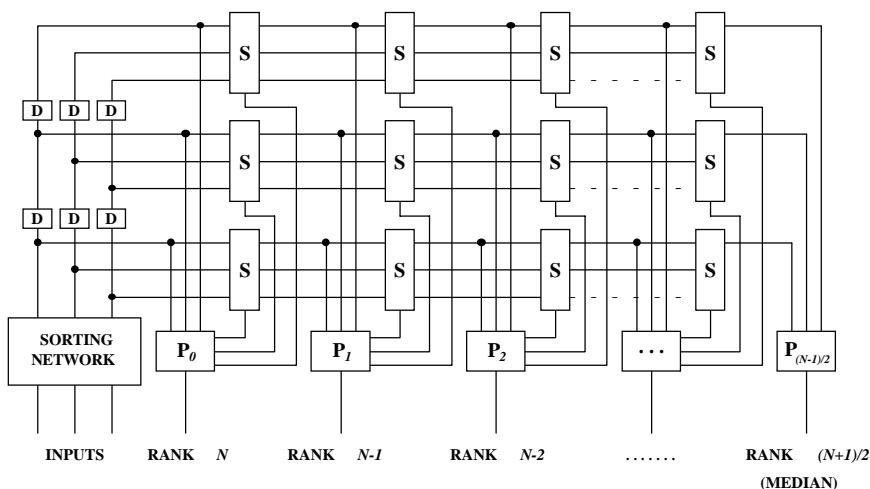 S S S S
D D D
S S S S
D D D
S S S S
SORTING
NETWORK
P0 P1 P2 ... P(N-1)/2
INPUTS RANK N RANK N-1 RANK N-2 ....... RANK (N+1)/2
(MEDIAN)